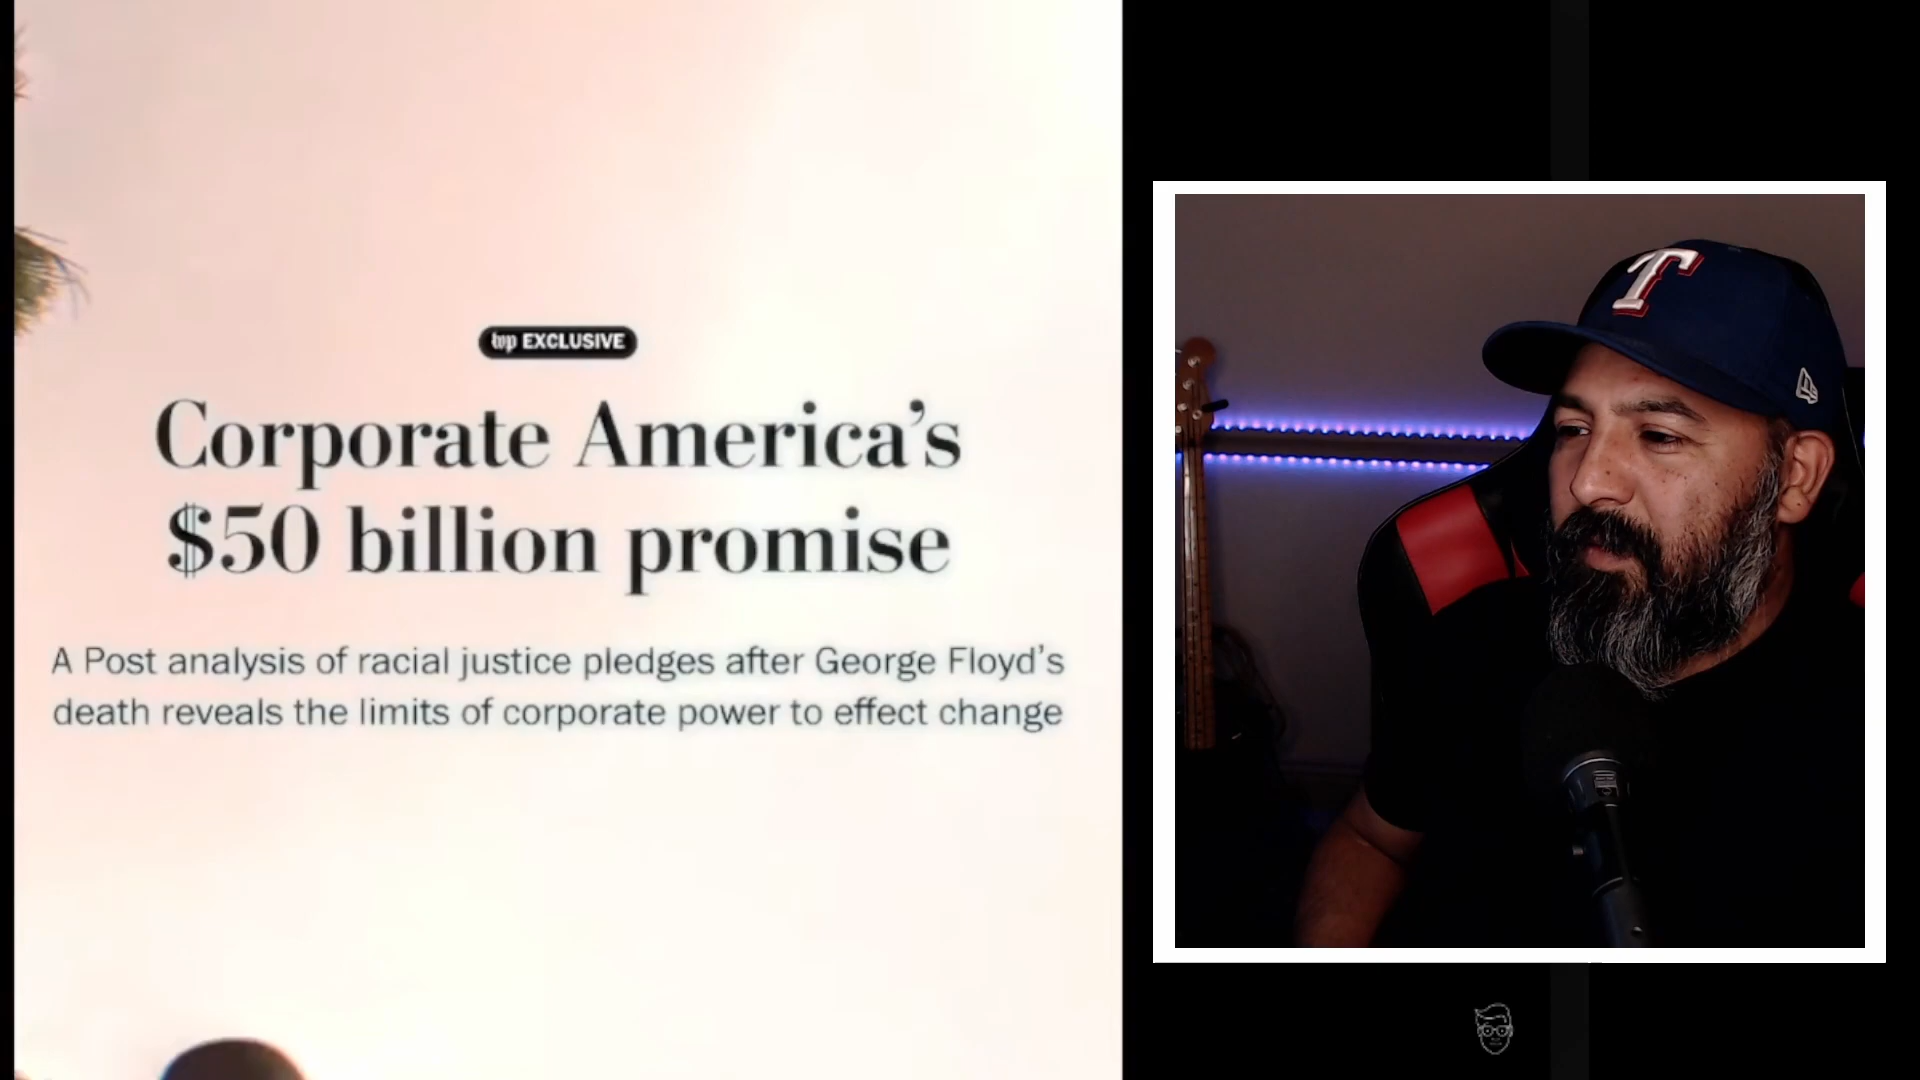 wp EXCLUSIVE
Corporate America's
$50 billion promise
A Post analysis of racial justice pledges after George Floyd's
death reveals the limits of corporate power to effect change
T